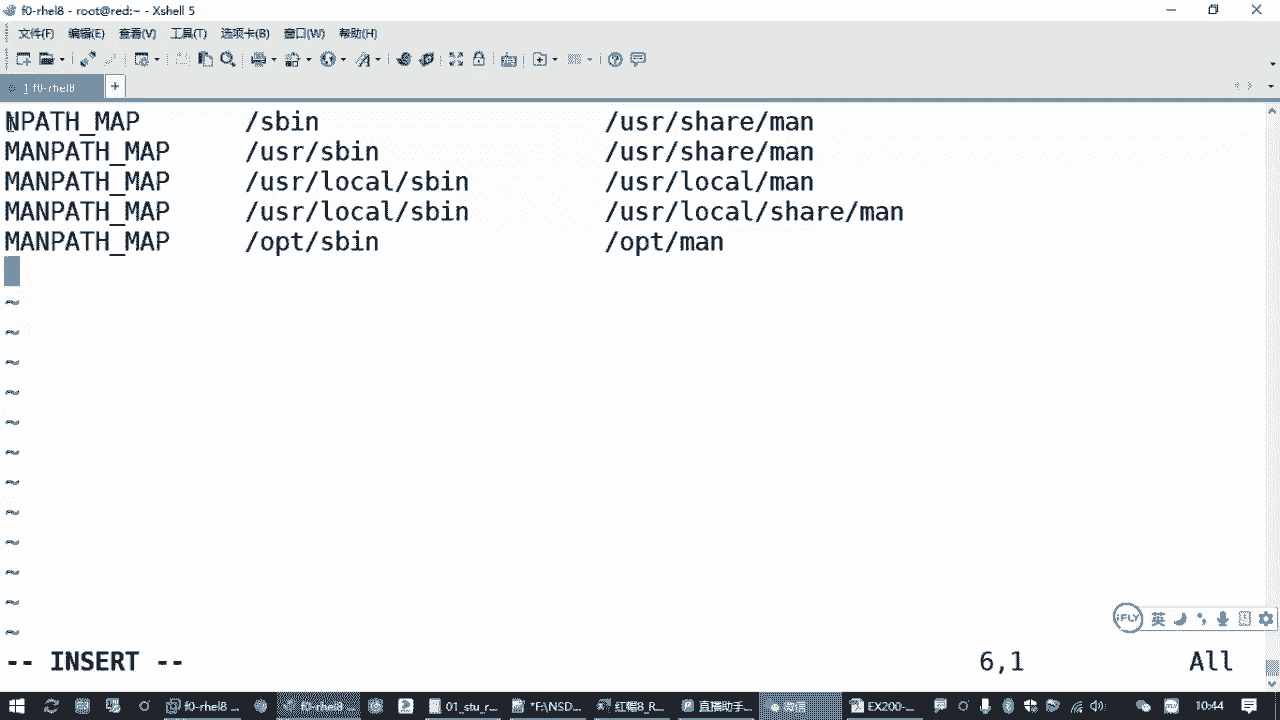 f0-rhel8 - root@red:~ - Xshell 5
文件(F) 编辑(E) 查看(V) 工具(T) 选项卡(B) 窗口(W) 帮助(H)
1 f0-rhel8
NPATH_MAP /sbin /usr/share/man
MANPATH_MAP /usr/sbin /usr/share/man
MANPATH_MAP /usr/local/sbin /usr/local/man
MANPATH_MAP /usr/local/sbin /usr/local/share/man
MANPATH_MAP /opt/sbin /opt/man
~
~
~
~
~
~
~
~
~
~
~
~
iFLY 英
-- INSERT -- 6,1 All
f0-rhel8 ... f0-rhel8... 01_stu_r... *F:\NSD... 红帽8_R... 直播助手... 微信 EX200-... 10:44